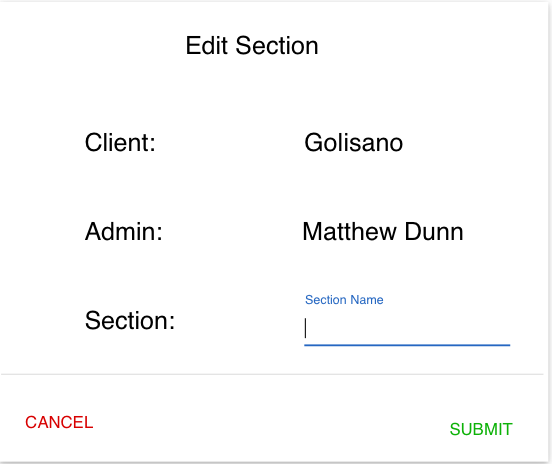 Edit Section
Client: Golisano
Admin: Matthew Dunn
Section Name
Section:
CANCEL
SUBMIT